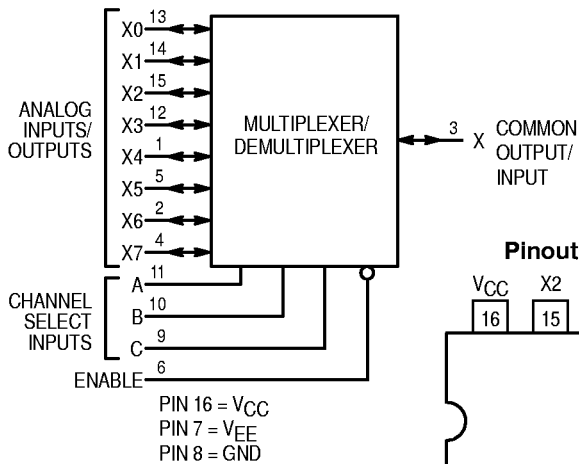 X0 13
X1 14
X2 15
X3 12
X4 1
X5 5
X6 2
X7 4
ANALOG
INPUTS/
OUTPUTS
MULTIPLEXER/
DEMULTIPLEXER
3 X COMMON
OUTPUT/
INPUT
A 11
B 10
C 9
CHANNEL
SELECT
INPUTS
ENABLE 6
PIN 16 = VCC
PIN 7 = VEE
PIN 8 = GND
Pinout
VCC X2
16 15